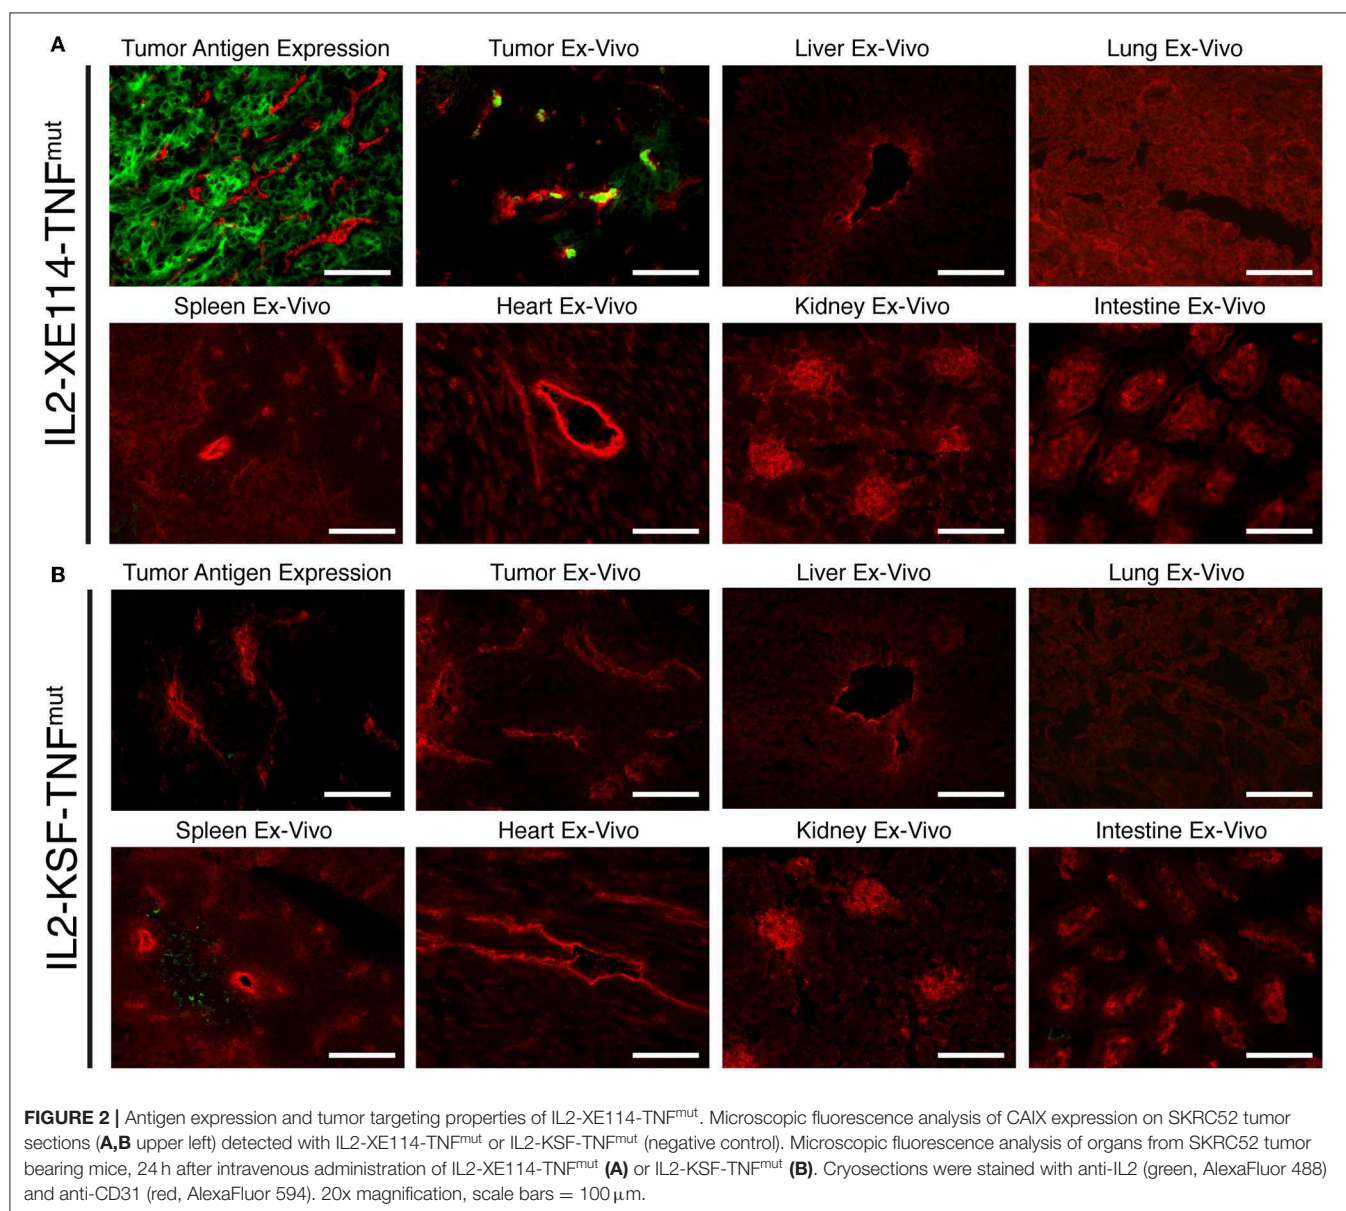 A
Tumor Antigen Expression
Tumor Ex-Vivo
Liver Ex-Vivo
Lung Ex-Vivo
IL2-XE114-TNFmut
Spleen Ex-Vivo
Heart Ex-Vivo
Kidney Ex-Vivo
Intestine Ex-Vivo
B
Tumor Antigen Expression
Tumor Ex-Vivo
Liver Ex-Vivo
Lung Ex-Vivo
IL2-KSF-TNFmut
Spleen Ex-Vivo
Heart Ex-Vivo
Kidney Ex-Vivo
Intestine Ex-Vivo
FIGURE 2 | Antigen expression and tumor targeting properties of IL2-XE114-TNFmut. Microscopic fluorescence analysis of CAIX expression on SKRC52 tumor
sections (A,B upper left) detected with IL2-XE114-TNFmut or IL2-KSF-TNFmut (negative control). Microscopic fluorescence analysis of organs from SKRC52 tumor
bearing mice, 24 h after intravenous administration of IL2-XE114-TNFmut (A) or IL2-KSF-TNFmut (B). Cryosections were stained with anti-IL2 (green, AlexaFluor 488)
and anti-CD31 (red, AlexaFluor 594). 20x magnification, scale bars = 100 μm.